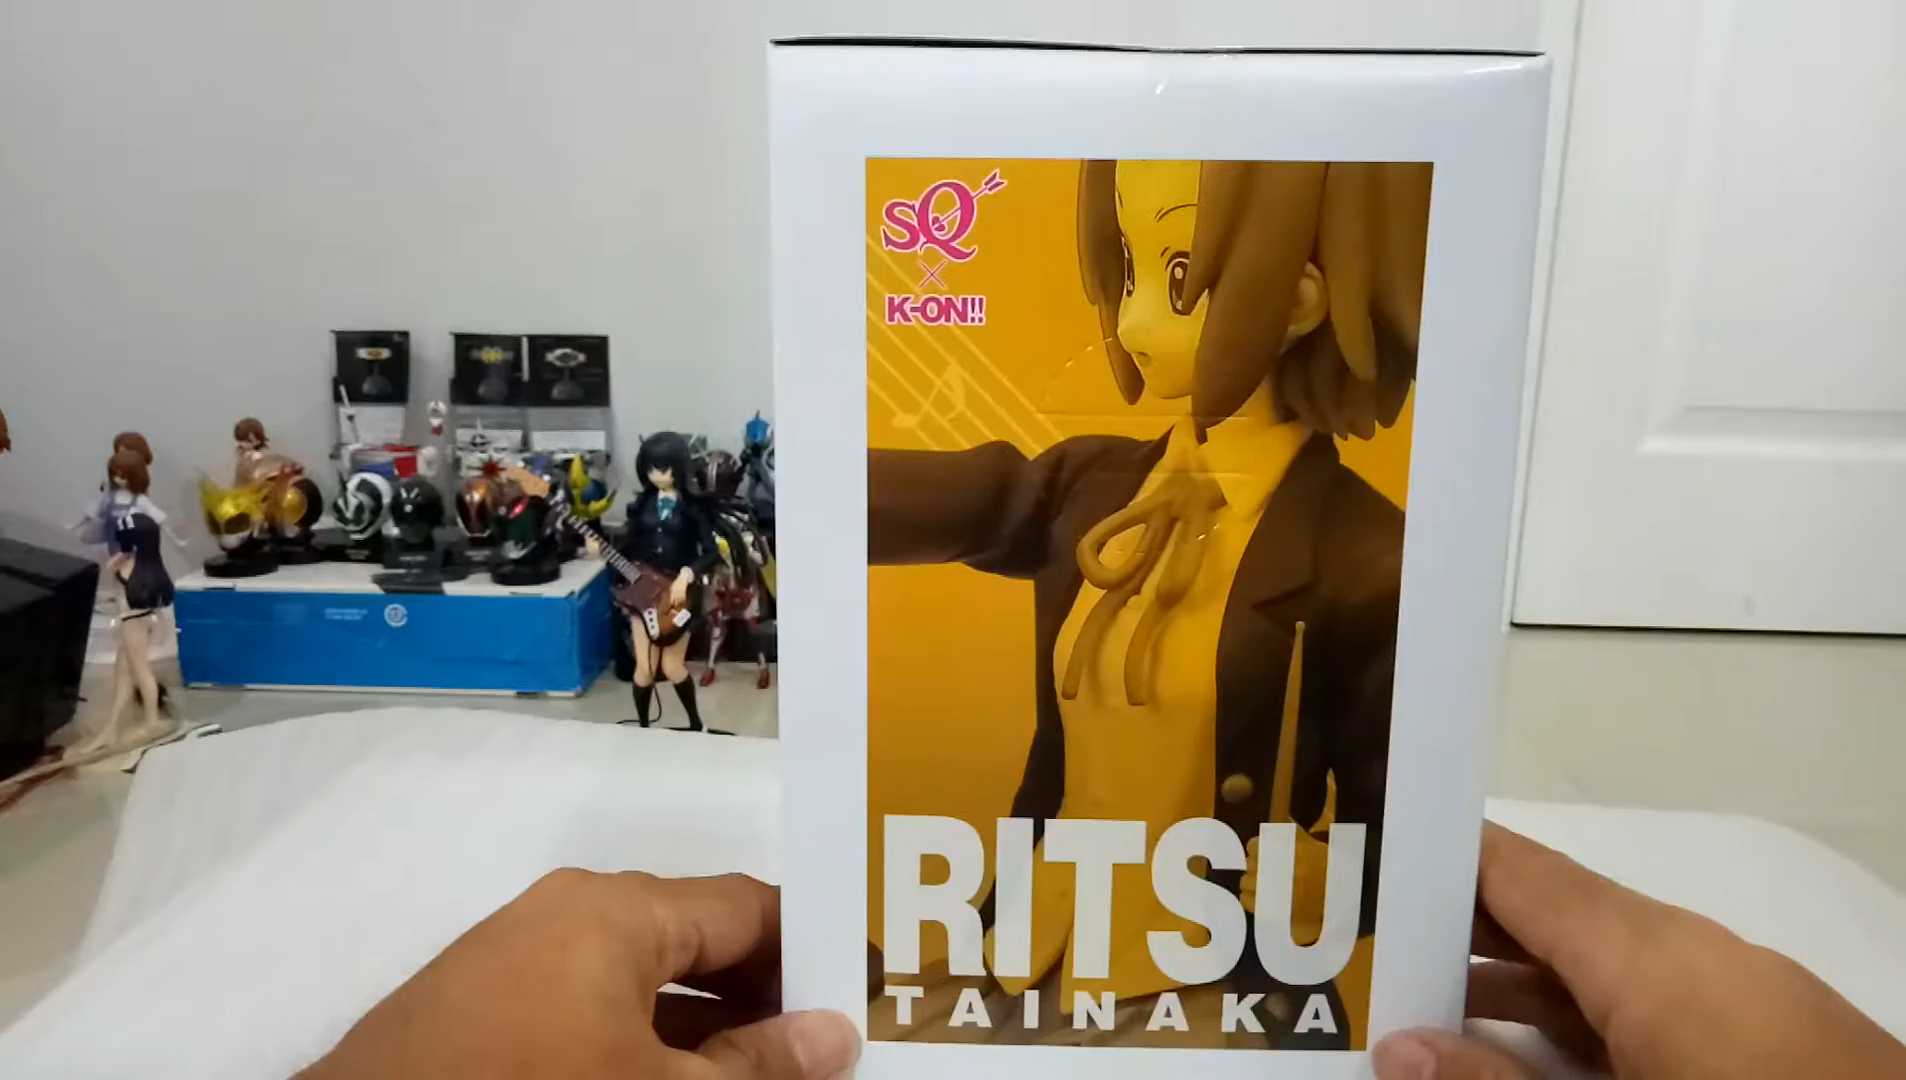 SQ
×
K-ON!!
RITSU
TAINAKA